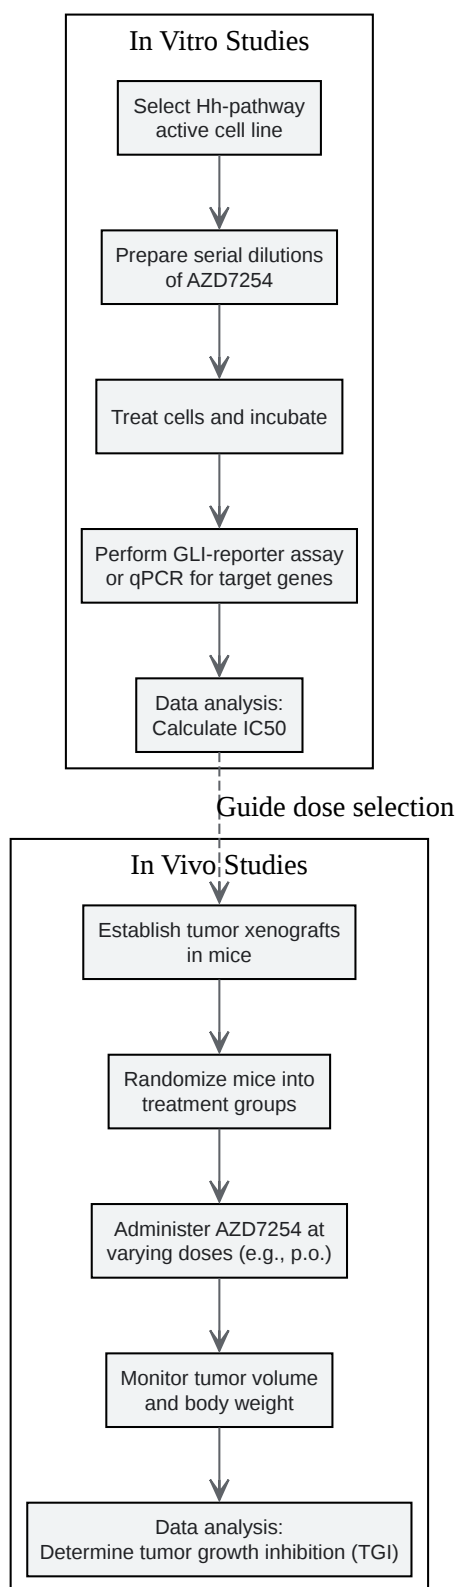 In Vitro Studies
Select Hh-pathway
active cell line
Prepare serial dilutions
of AZD7254
Treat cells and incubate
Perform GLI-reporter assay
or qPCR for target genes
Data analysis:
Calculate IC50
Guide dose selection
In Vivo Studies
Establish tumor xenografts
in mice
Randomize mice into
treatment groups
Administer AZD7254 at
varying doses (e.g., p.o.)
Monitor tumor volume
and body weight
Data analysis:
Determine tumor growth inhibition (TGI)